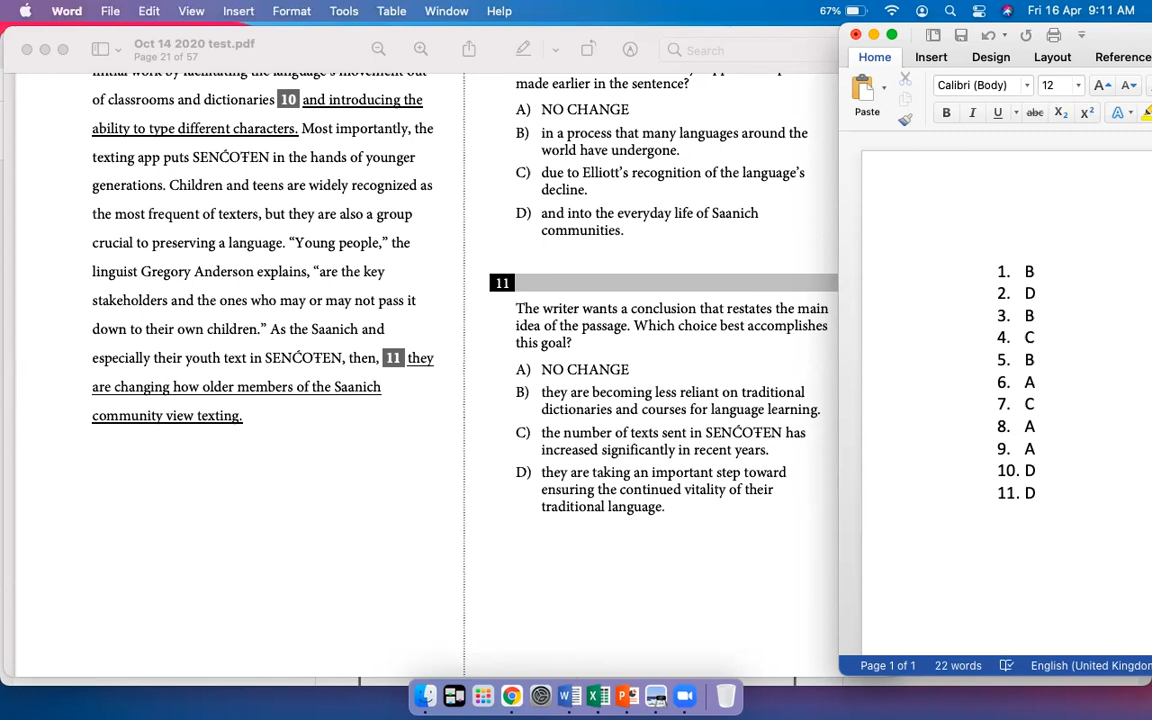 Word File Edit View Insert Format Tools Table Window Help 67% Fri 16 Apr 9:11 AM
Oct 14 2020 test.pdf
Page 21 of 57
Search
initial work by facilitating the language's movement out
of classrooms and dictionaries 10 and introducing the
ability to type different characters. Most importantly, the
texting app puts SENĆOŦEN in the hands of younger
generations. Children and teens are widely recognized as
the most frequent of texters, but they are also a group
crucial to preserving a language. “Young people,” the
linguist Gregory Anderson explains, “are the key
stakeholders and the ones who may or may not pass it
down to their own children.” As the Saanich and
especially their youth text in SENĆOŦEN, then, 11 they
are changing how older members of the Saanich
community view texting.
made earlier in the sentence?
A) NO CHANGE
B) in a process that many languages around the
world have undergone.
C) due to Elliott’s recognition of the language’s
decline.
D) and into the everyday life of Saanich
communities.
11
The writer wants a conclusion that restates the main
idea of the passage. Which choice best accomplishes
this goal?
A) NO CHANGE
B) they are becoming less reliant on traditional
dictionaries and courses for language learning.
C) the number of texts sent in SENĆOŦEN has
increased significantly in recent years.
D) they are taking an important step toward
ensuring the continued vitality of their
traditional language.
Home Insert Design Layout Reference
Paste
Calibri (Body) 12 A A
B I U abc X₂ X² A
1. B
2. D
3. B
4. C
5. B
6. A
7. C
8. A
9. A
10. D
11. D
Page 1 of 1 22 words English (United Kingdom